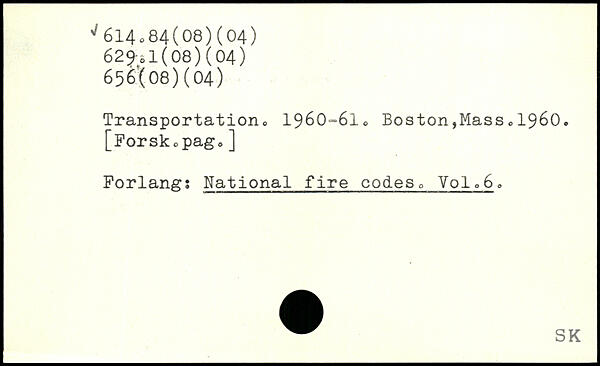 ✓614.84(08)(04)
629.1(08)(04)
656(08)(04)
Transportation. 1960-61. Boston,Mass.1960.
[Forsk.pag.]
Forlang: National fire codes. Vol.6.
SK